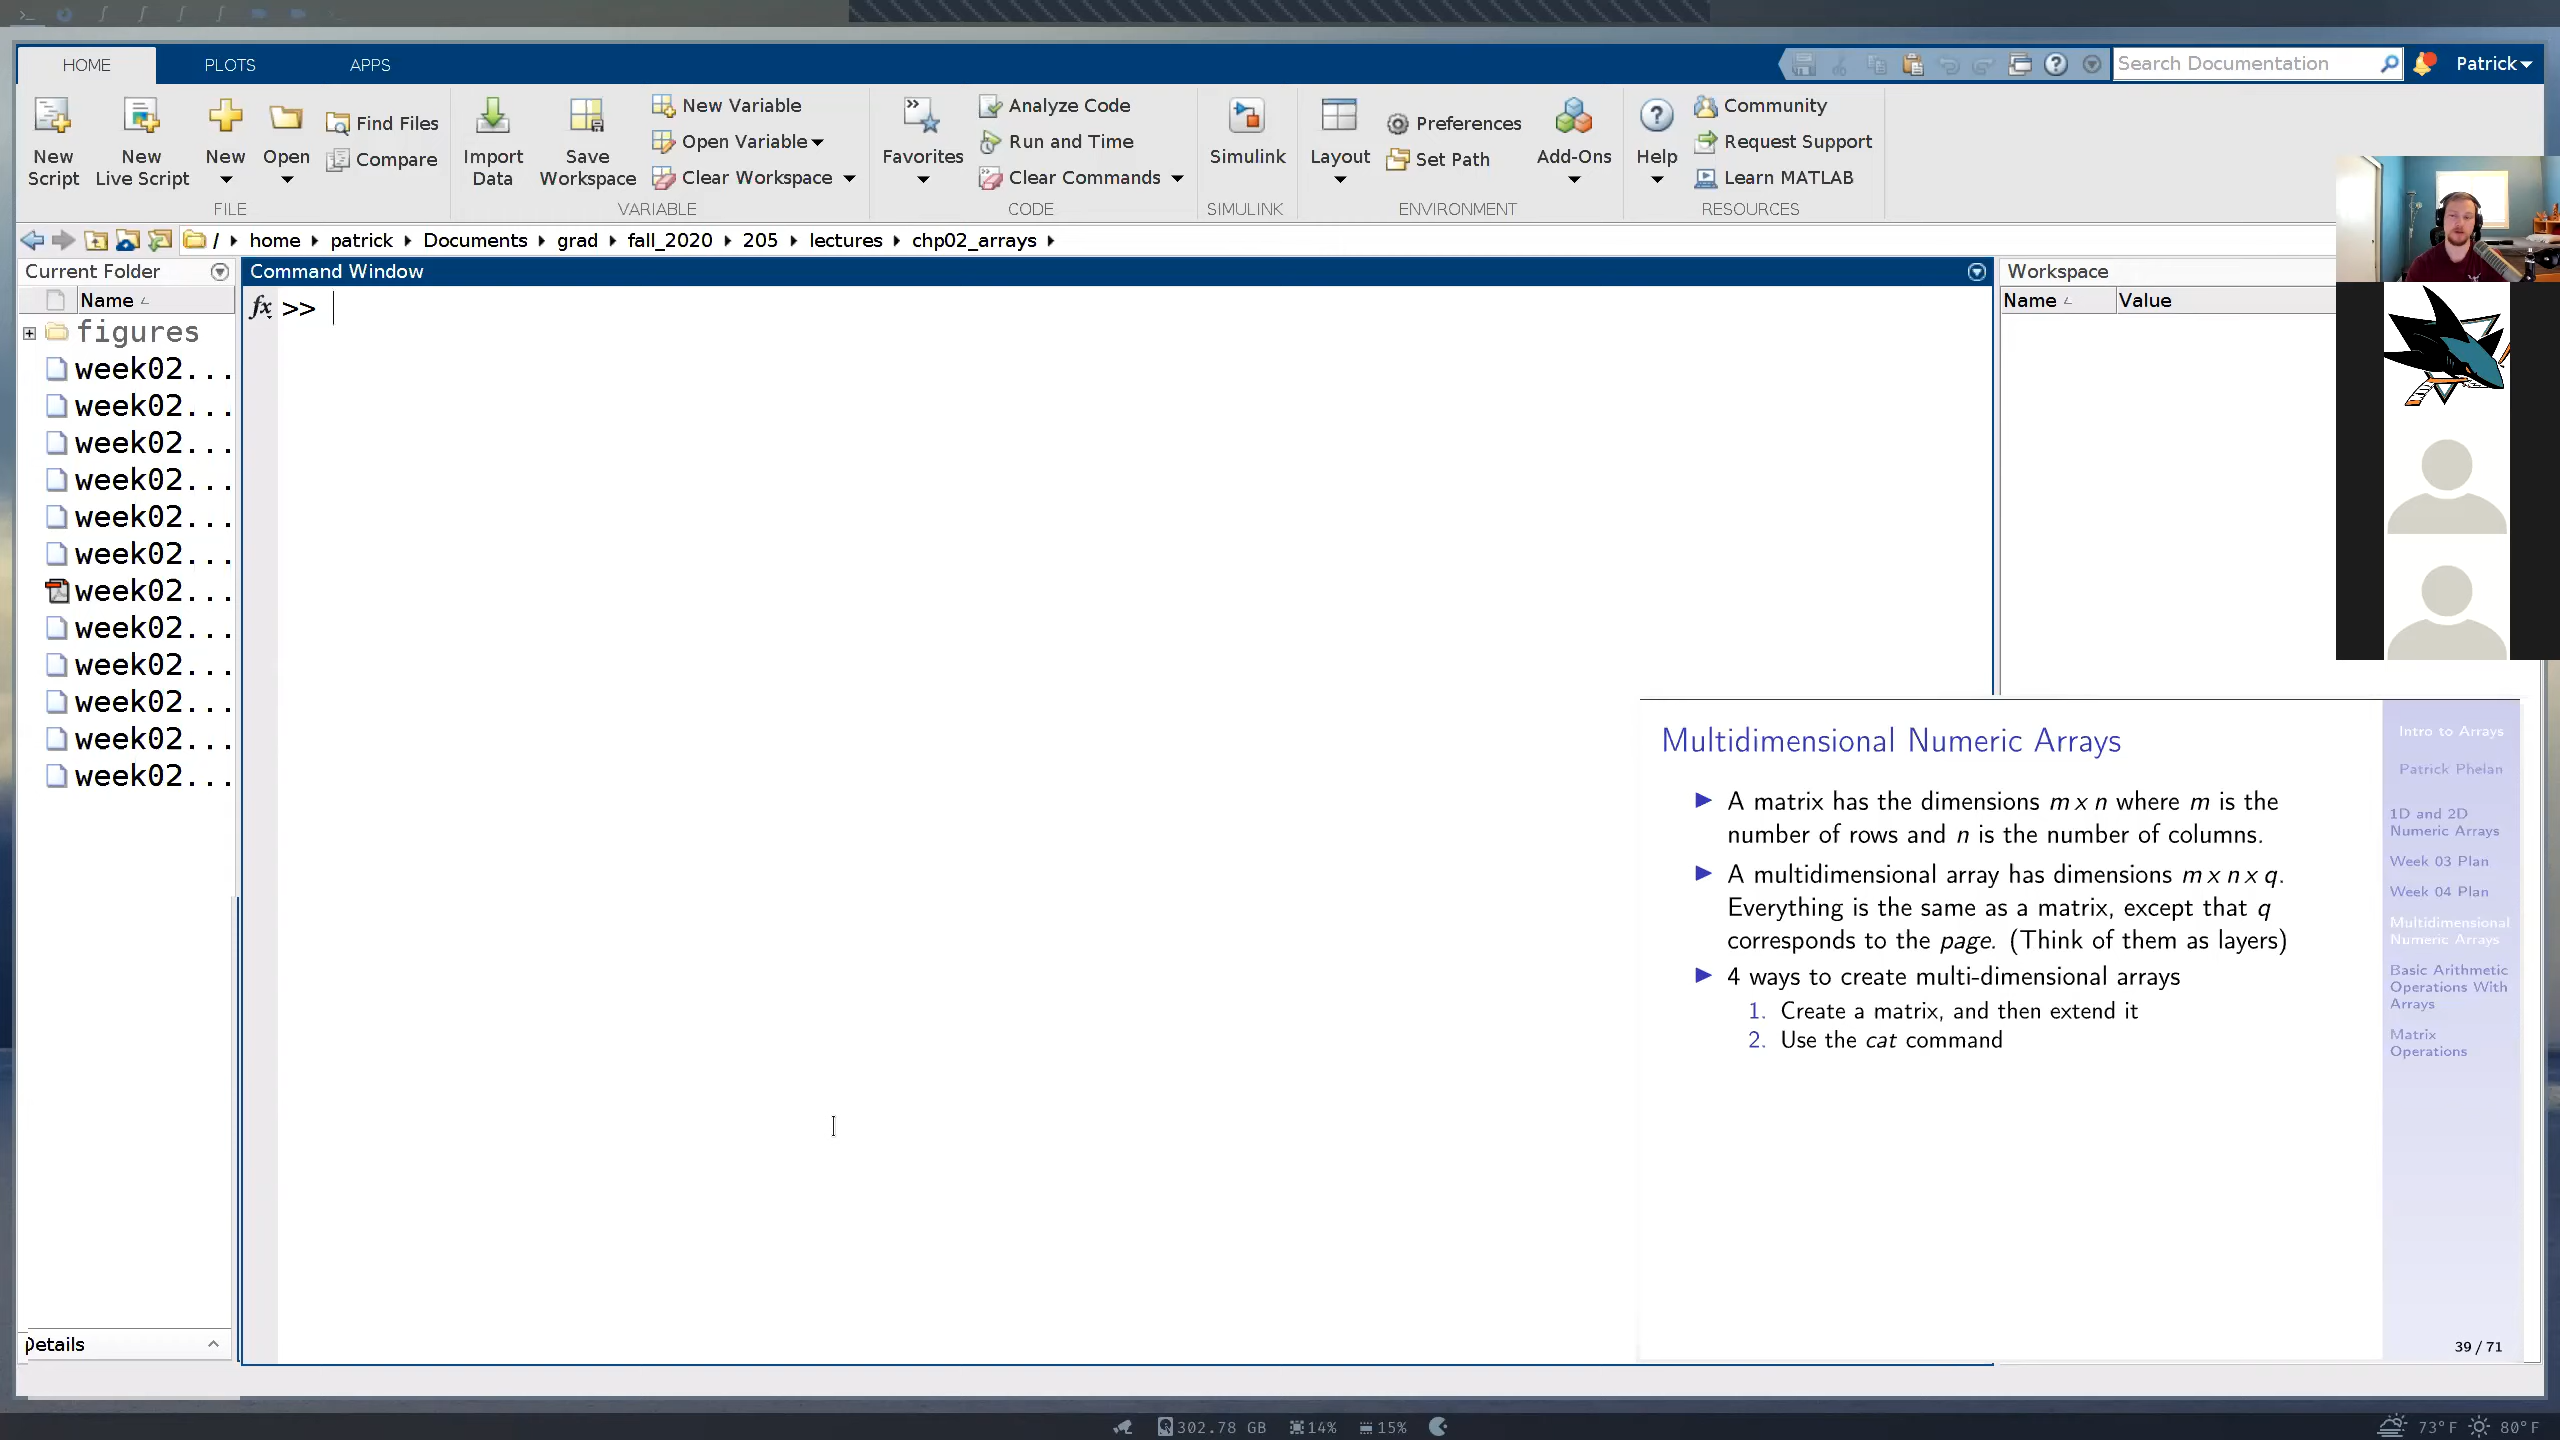 HOME
PLOTS
APPS
Search Documentation
Patrick
New Script
New Live Script
New
Open
Find Files
Compare
FILE
Import Data
Save Workspace
New Variable
Open Variable
Clear Workspace
VARIABLE
Favorites
Analyze Code
Run and Time
Clear Commands
CODE
Simulink
SIMULINK
Layout
Preferences
Set Path
Add-Ons
ENVIRONMENT
Help
Community
Request Support
Learn MATLAB
RESOURCES
/ home patrick Documents grad fall_2020 205 lectures chp02_arrays
Current Folder
Name
figures
week02...
week02...
week02...
week02...
week02...
week02...
week02...
week02...
week02...
week02...
week02...
week02...
Details
Command Window
fx >>
Workspace
Name
Value
Multidimensional Numeric Arrays
A matrix has the dimensions m x n where m is the
number of rows and n is the number of columns.
A multidimensional array has dimensions m x n x q.
Everything is the same as a matrix, except that q
corresponds to the page. (Think of them as layers)
4 ways to create multi-dimensional arrays
1. Create a matrix, and then extend it
2. Use the cat command
Intro to Arrays
Patrick Phelan
1D and 2D
Numeric Arrays
Week 03 Plan
Week 04 Plan
Multidimensional
Numeric Arrays
Basic Arithmetic
Operations With
Arrays
Matrix
Operations
39 / 71
302.78 GB
14%
15%
73°F
80°F